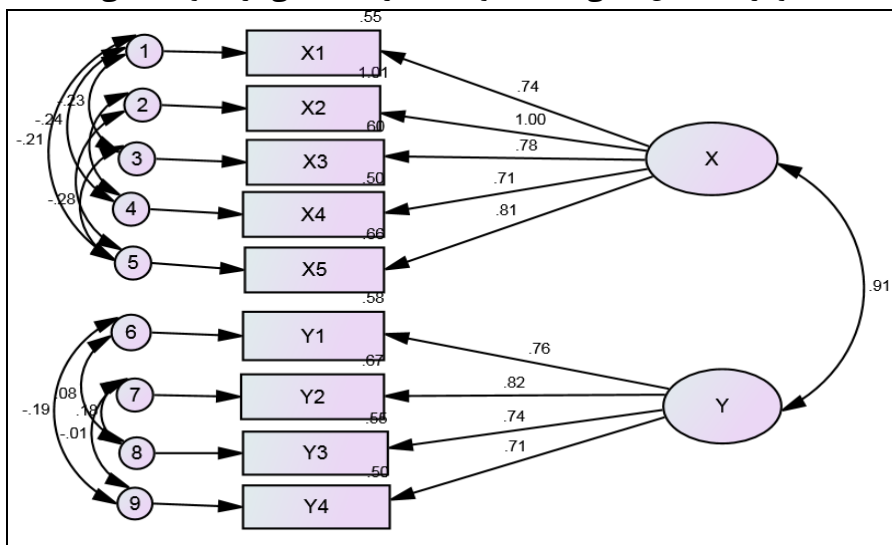 .55
1 X1
.74
1.01
2 X2
1.00
-.23
.60
-.24
3 X3
.78
X
-.21
.50
4 X4
.71
-.28
.66
5 X5
.81
.58
.91
6 Y1
.76
.67
.08
7 Y2
.82
Y
-.19
.18
.55
-.01
8 Y3
.74
.50
9 Y4
.71